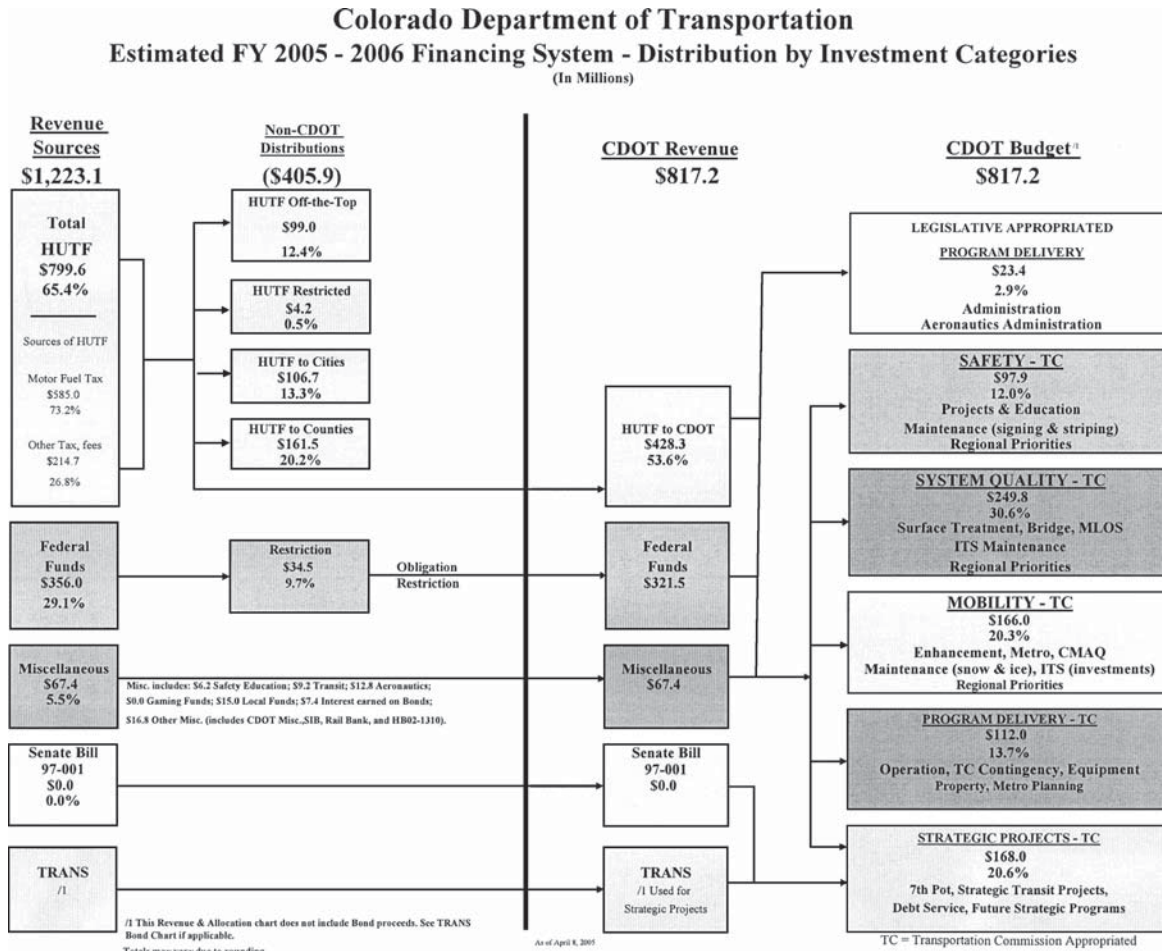 Colorado Department of Transportation
Estimated FY 2005 - 2006 Financing System - Distribution by Investment Categories
(In Millions)
Revenue
Sources
$1,223.1
Total
HUTF
$799.6
65.4%
Sources of HUTF
Motor Fuel Tax
$585.0
73.2%
Other Tax, fees
$214.7
26.8%
Federal
Funds
$356.0
29.1%
Miscellaneous
$67.4
5.5%
Senate Bill
97-001
$0.0
0.0%
TRANS
/1
Non-CDOT
Distributions
($405.9)
HUTF Off-the-Top
$99.0
12.4%
HUTF Restricted
$4.2
0.5%
HUTF to Cities
$106.7
13.3%
HUTF to Counties
$161.5
20.2%
Restriction
$34.5
9.7%
Obligation
Restriction
Misc. includes: $6.2 Safety Education; $9.2 Transit; $12.8 Aeronautics;
$0.0 Gaming Funds; $15.0 Local Funds; $7.4 Interest earned on Bonds;
$16.8 Other Misc. (includes CDOT Misc.,SIB, Rail Bank, and HB02-1310).
/1 This Revenue & Allocation chart does not include Bond proceeds. See TRANS
Bond Chart if applicable.
Totals may vary due to rounding
CDOT Revenue
$817.2
HUTF to CDOT
$428.3
53.6%
Federal
Funds
$321.5
Miscellaneous
$67.4
Senate Bill
97-001
$0.0
TRANS
/1 Used for
Strategic Projects
As of April 8, 2005
CDOT Budget/1
$817.2
LEGISLATIVE APPROPRIATED
PROGRAM DELIVERY
$23.4
2.9%
Administration
Aeronautics Administration
SAFETY - TC
$97.9
12.0%
Projects & Education
Maintenance (signing & striping)
Regional Priorities
SYSTEM QUALITY - TC
$249.8
30.6%
Surface Treatment, Bridge, MLOS
ITS Maintenance
Regional Priorities
MOBILITY - TC
$166.0
20.3%
Enhancement, Metro, CMAQ
Maintenance (snow & ice), ITS (investments)
Regional Priorities
PROGRAM DELIVERY - TC
$112.0
13.7%
Operation, TC Contingency, Equipment
Property, Metro Planning
STRATEGIC PROJECTS - TC
$168.0
20.6%
7th Pot, Strategic Transit Projects,
Debt Service, Future Strategic Programs
TC = Transportation Commission Appropriated